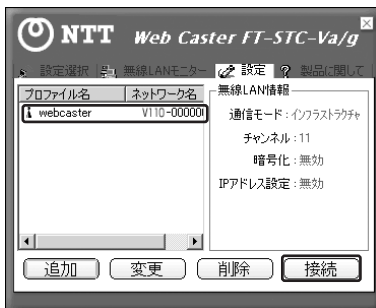 NTT Web Caster FT-STC-Va/g
設定選択 無線LANモニター 設定 製品に関して
プロファイル名 ネットワーク名
webcaster V110-00000
無線LAN情報
通信モード:インフラストラクチャ
チャンネル:11
暗号化:無効
IPアドレス設定:無効
追加 変更 削除 接続